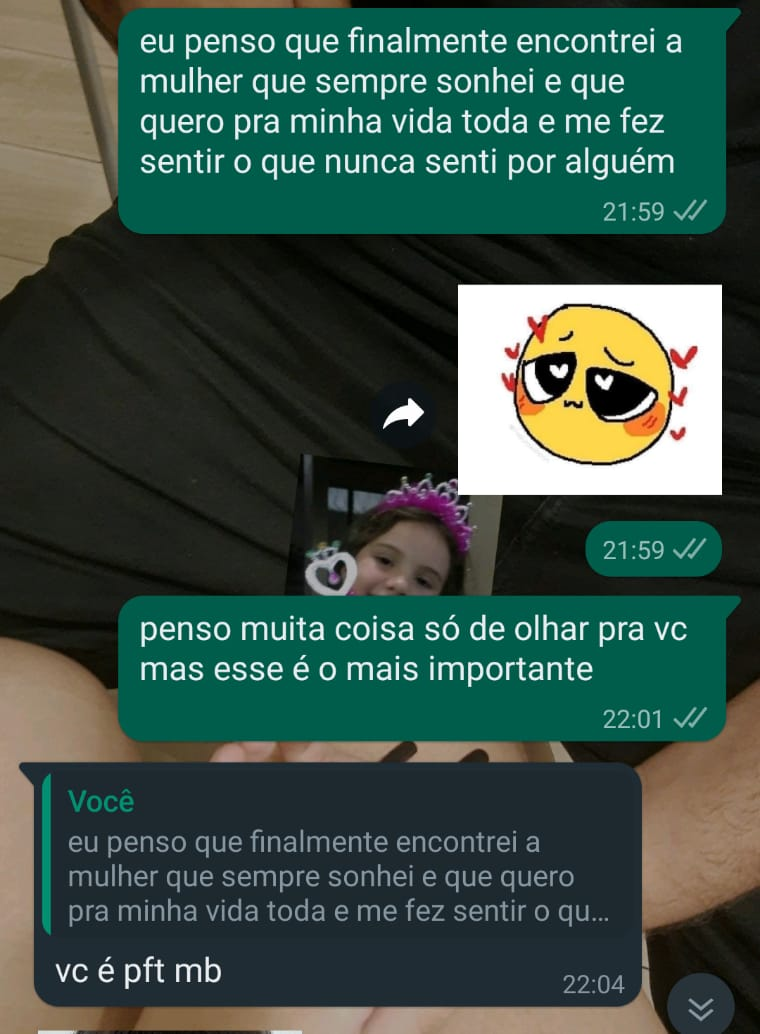 eu penso que finalmente encontrei a
mulher que sempre sonhei e que
quero pra minha vida toda e me fez
sentir o que nunca senti por alguém
21:59
21:59
penso muita coisa só de olhar pra vc
mas esse é o mais importante
22:01
Você
eu penso que finalmente encontrei a
mulher que sempre sonhei e que quero
pra minha vida toda e me fez sentir o qu...
vc é pft mb
22:04